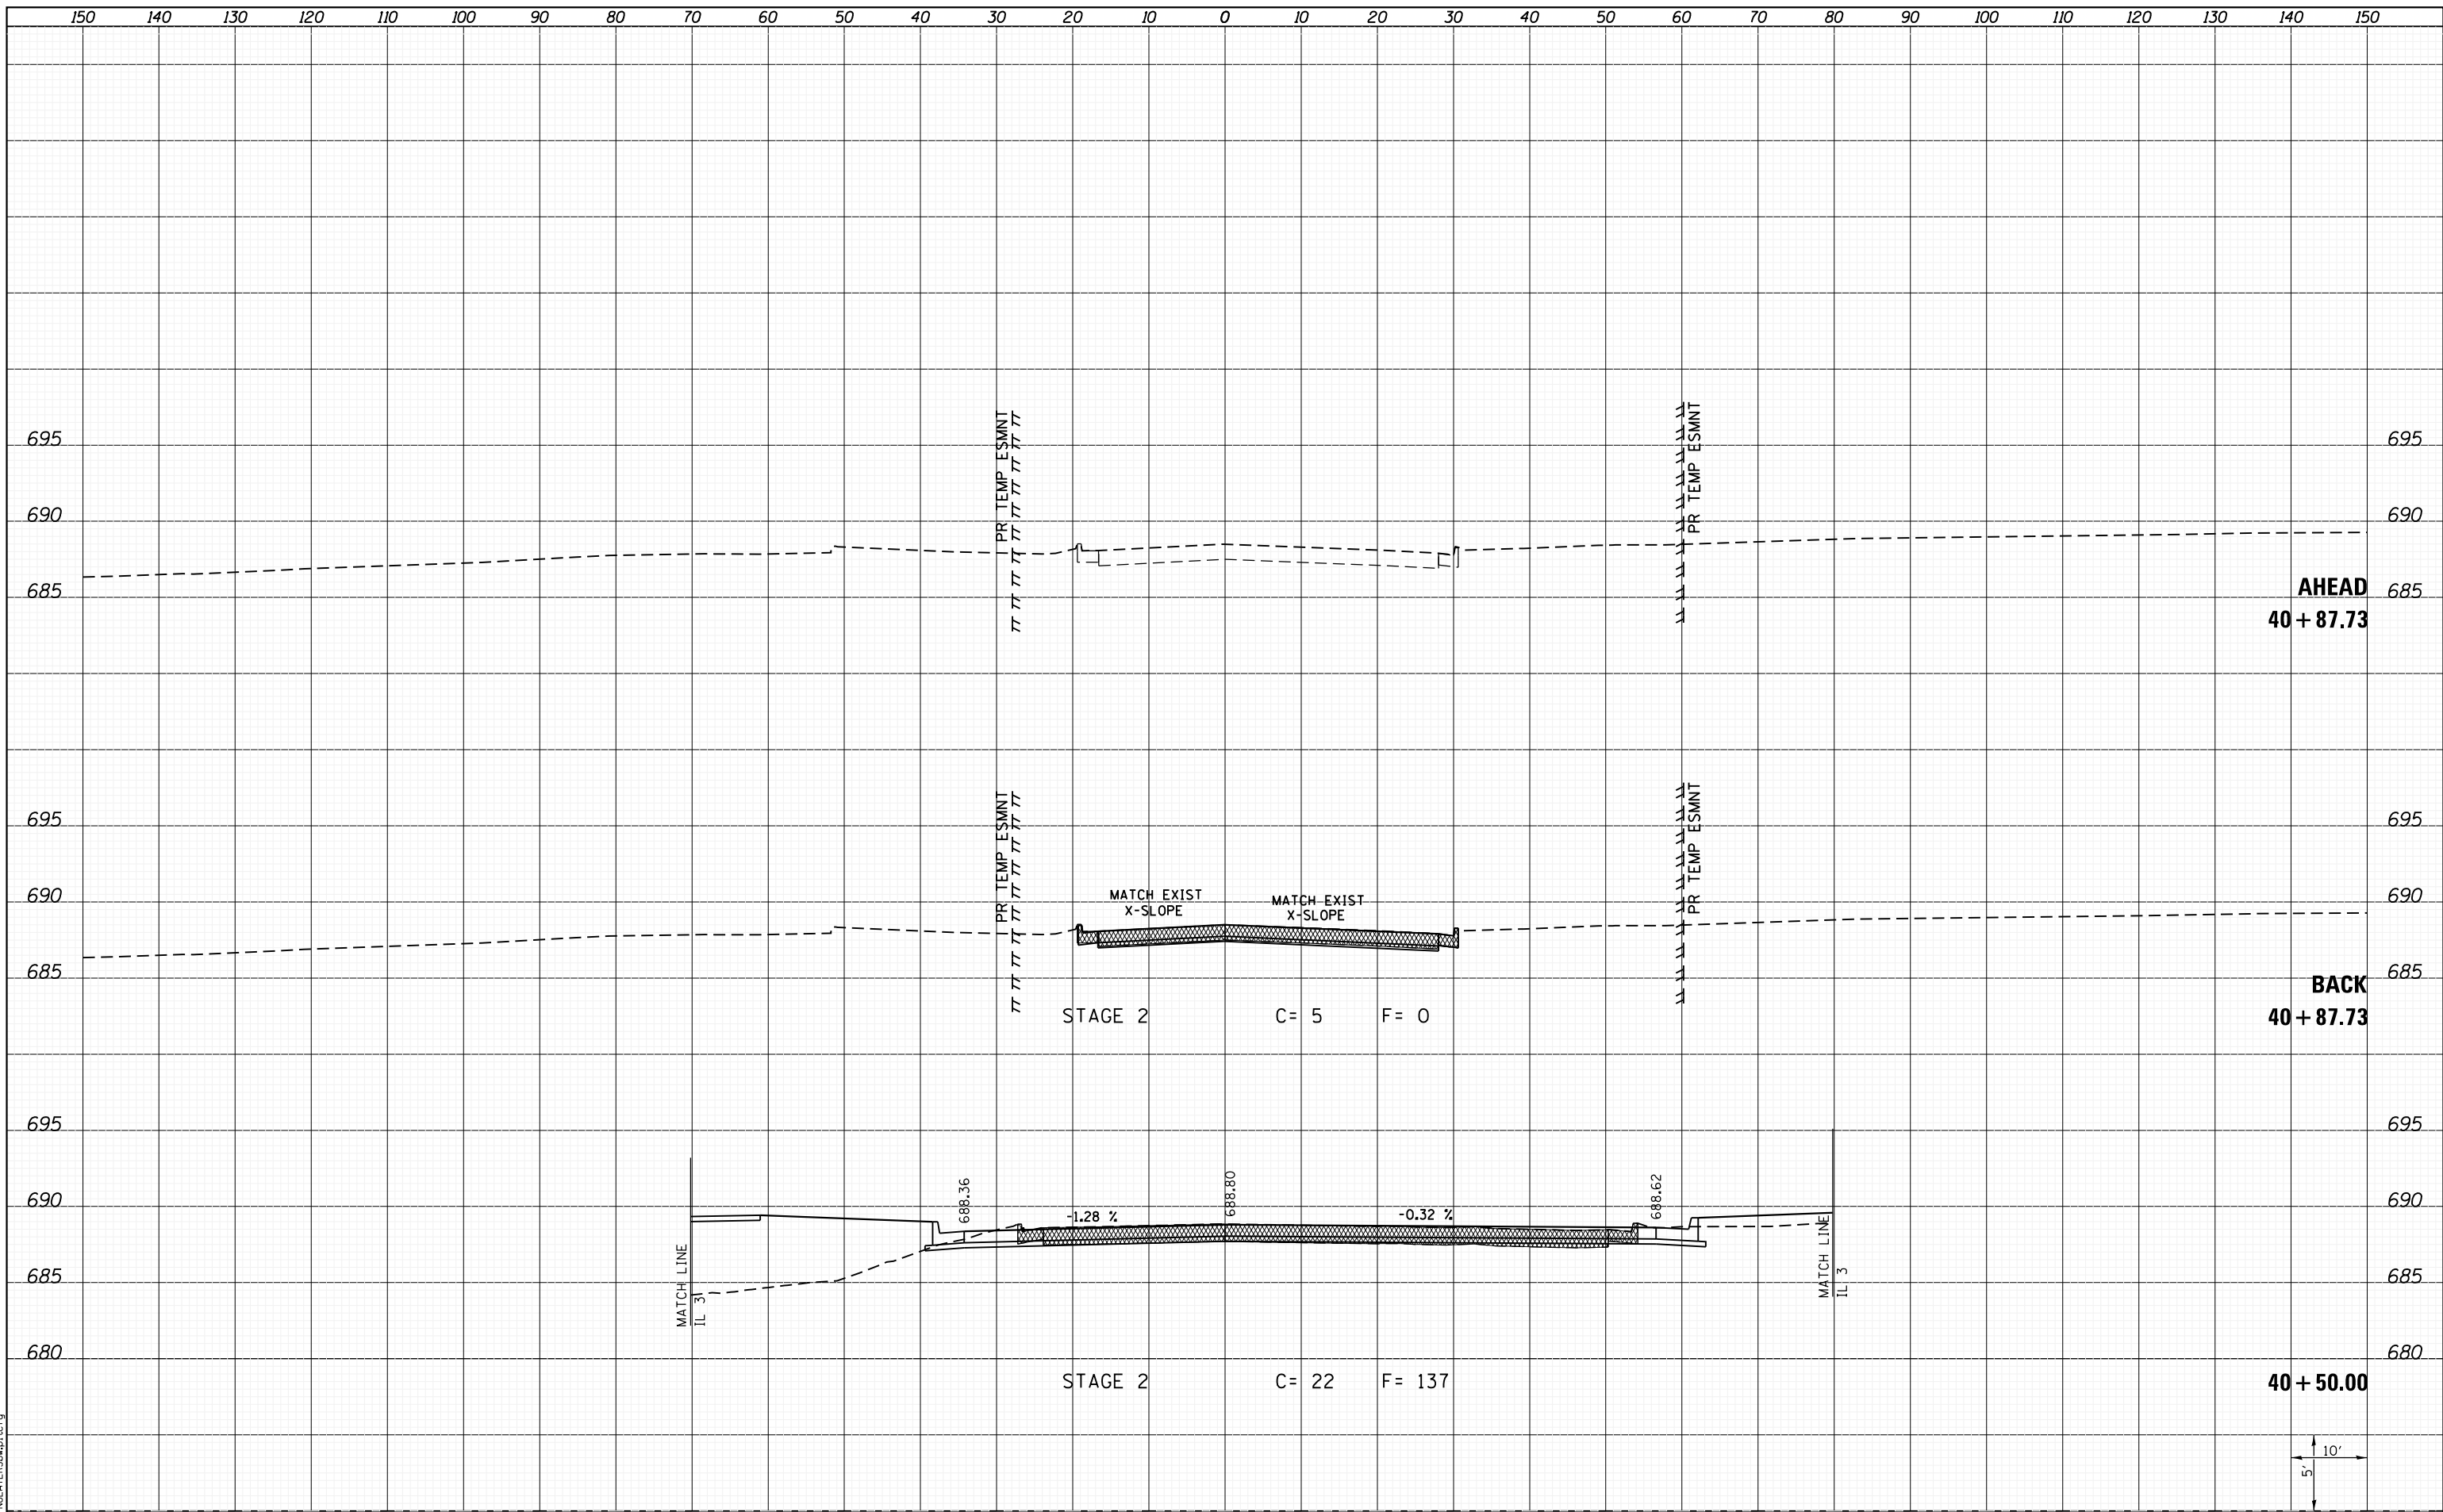 150 140 130 120 110 100 90 80 70 60 50 40 30 20 10 0 10 20 30 40 50 60 70 80 90 100 110 120 130 140 150
PR TEMP ESMNT
PR TEMP ESMNT
695 695
690 690
685 685
AHEAD
40+87.73
PR TEMP ESMNT
PR TEMP ESMNT
695 695
690 690
MATCH EXIST
X-SLOPE
MATCH EXIST
X-SLOPE
685 685
BACK
40+87.73
STAGE 2 C= 5 F= 0
695 695
690 690
688.36
688.80
688.62
-1.28 %
-0.32 %
MATCH LINE
IL 3
MATCH LINE
IL 3
685 685
680 680
STAGE 2 C= 22 F= 137
40+50.00
10'
5'